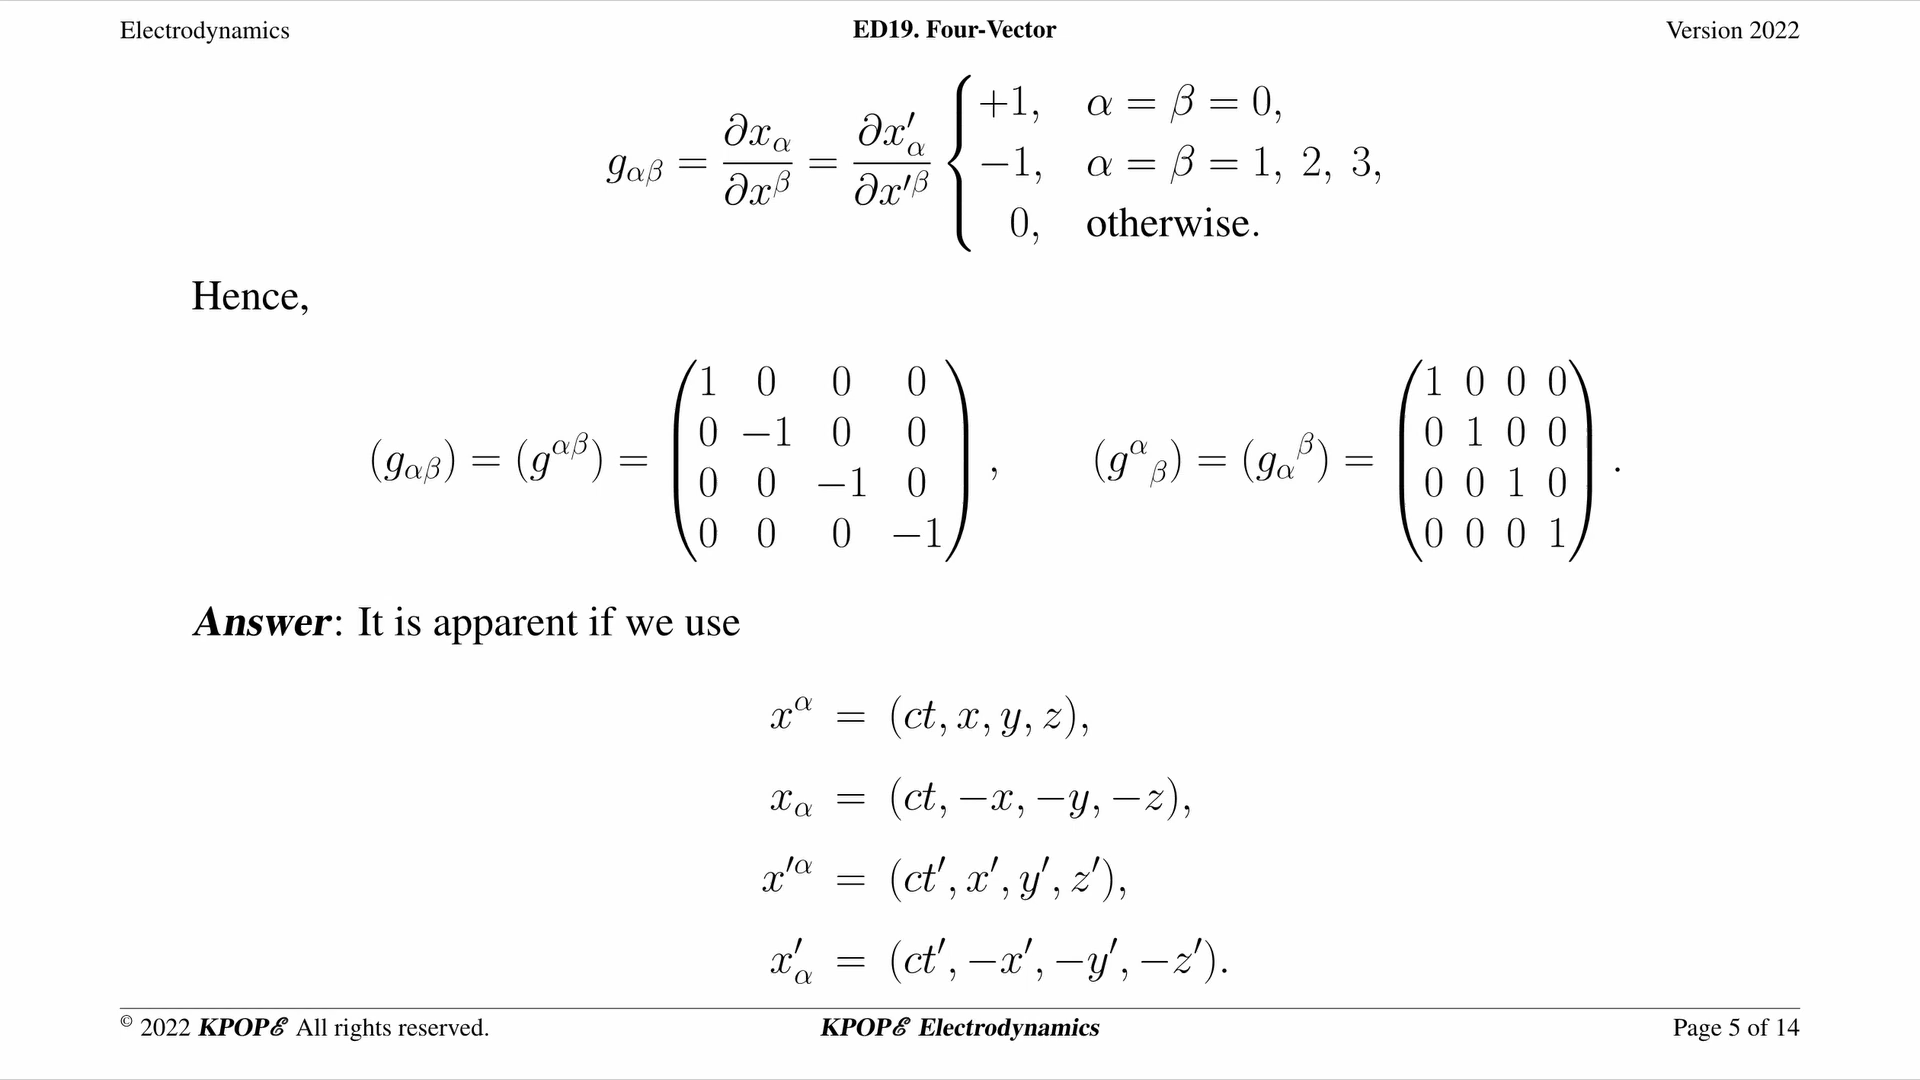 Electrodynamics ED19. Four-Vector Version 2022
g_{αβ} = ∂x_α/∂x^β = ∂x′_α/∂x′^β { +1, α = β = 0,
−1, α = β = 1, 2, 3,
0, otherwise.
Hence,
(g_{αβ}) = (g^{αβ}) = (1 0 0 0 / 0 −1 0 0 / 0 0 −1 0 / 0 0 0 −1), (g^α_β) = (g_α^β) = (1 0 0 0 / 0 1 0 0 / 0 0 1 0 / 0 0 0 1).
Answer: It is apparent if we use
x^α = (ct, x, y, z),
x_α = (ct, −x, −y, −z),
x′^α = (ct′, x′, y′, z′),
x′_α = (ct′, −x′, −y′, −z′).
© 2022 KPOPℰ All rights reserved. KPOPℰ Electrodynamics Page 5 of 14